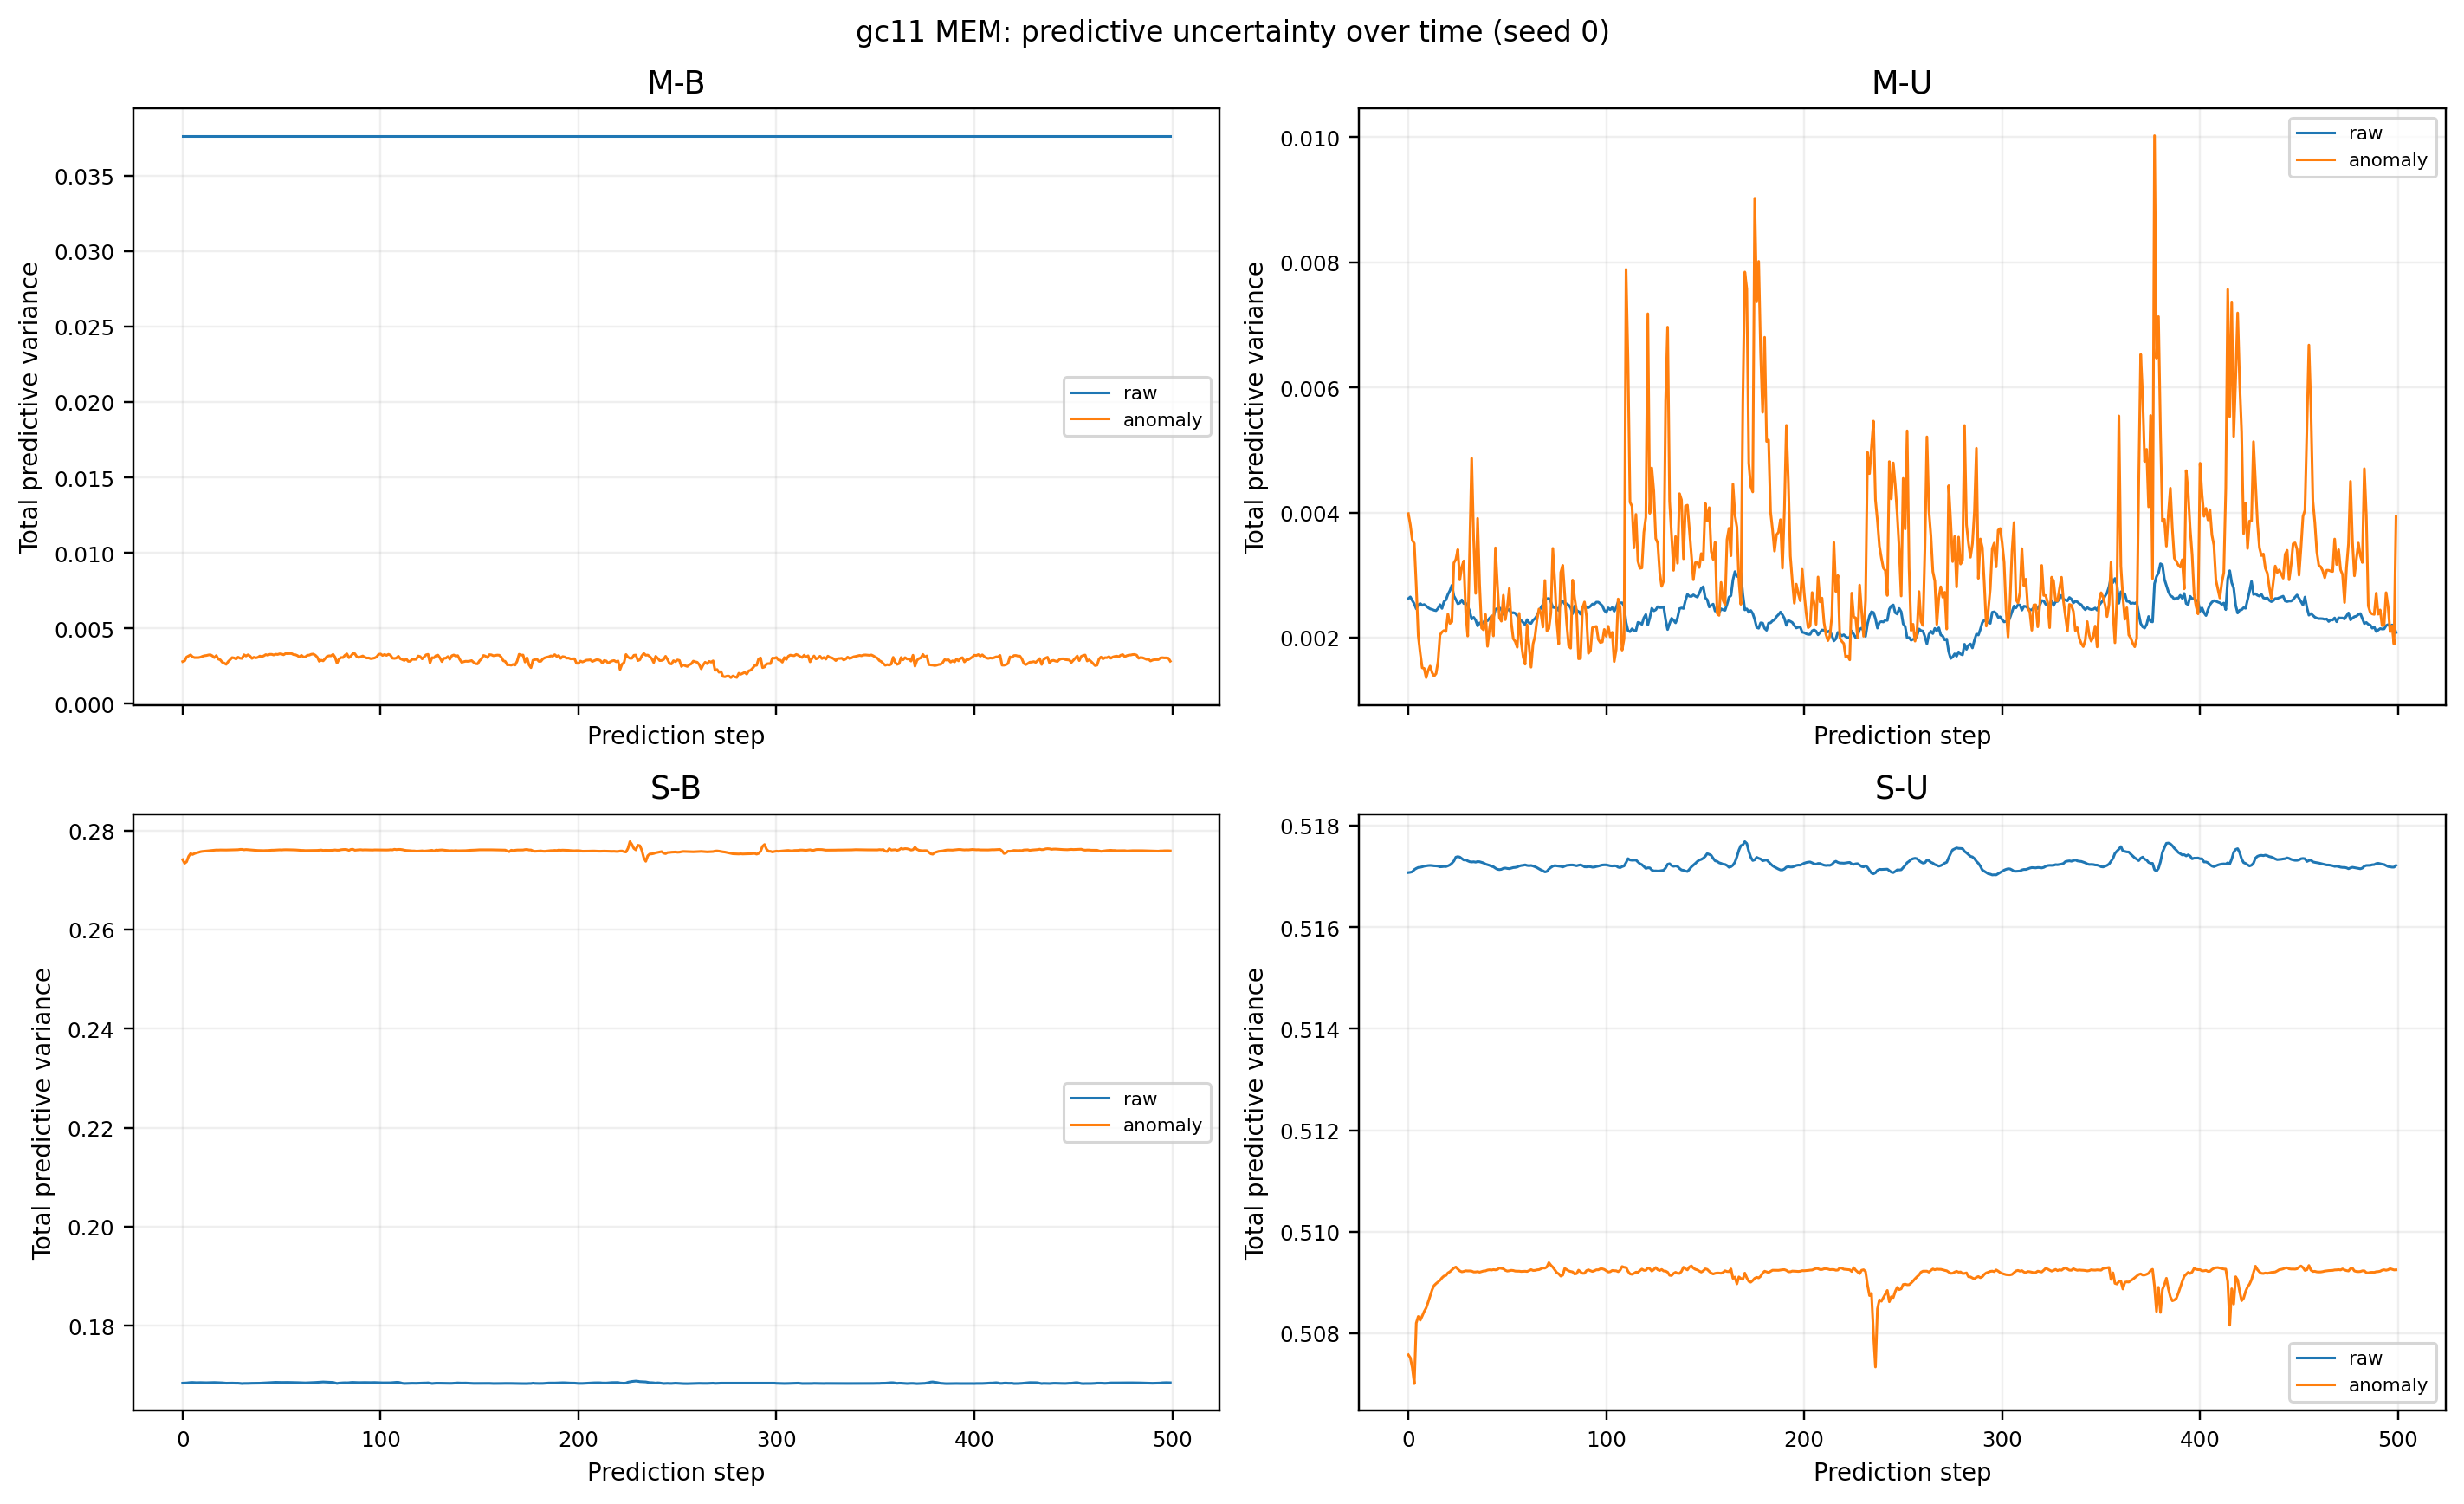 gc11 MEM: predictive uncertainty over time (seed 0)
M-B
Total predictive variance
0.035
0.030
0.025
0.020
0.015
0.010
0.005
0.000
raw
anomaly
Prediction step
M-U
Total predictive variance
0.010
0.008
0.006
0.004
0.002
raw
anomaly
Prediction step
S-B
Total predictive variance
0.28
0.26
0.24
0.22
0.20
0.18
raw
anomaly
0 100 200 300 400 500
Prediction step
S-U
Total predictive variance
0.518
0.516
0.514
0.512
0.510
0.508
raw
anomaly
0 100 200 300 400 500
Prediction step